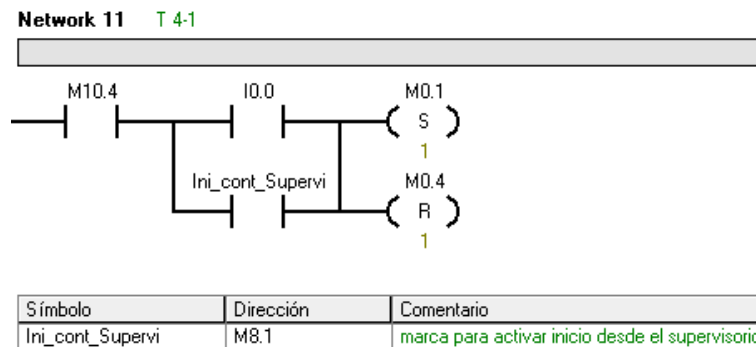 Network 11 T 4-1
M10.4 I0.0 M0.1
S
1
Ini_cont_Supervi M0.4
R
1
Símbolo Dirección Comentario
Ini_cont_Supervi M8.1 marca para activar inicio desde el supervisorio